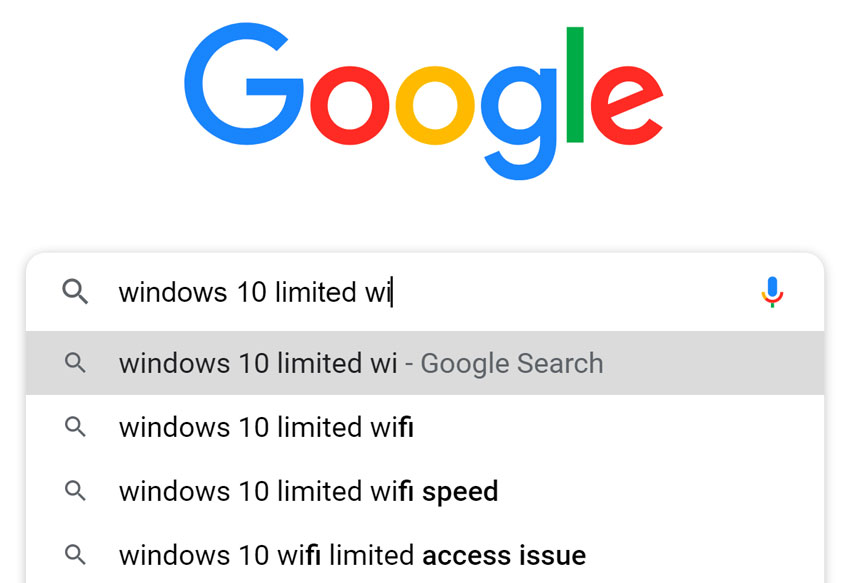 Google
windows 10 limited wi
windows 10 limited wi - Google Search
windows 10 limited wifi
windows 10 limited wifi speed
windows 10 wifi limited access issue